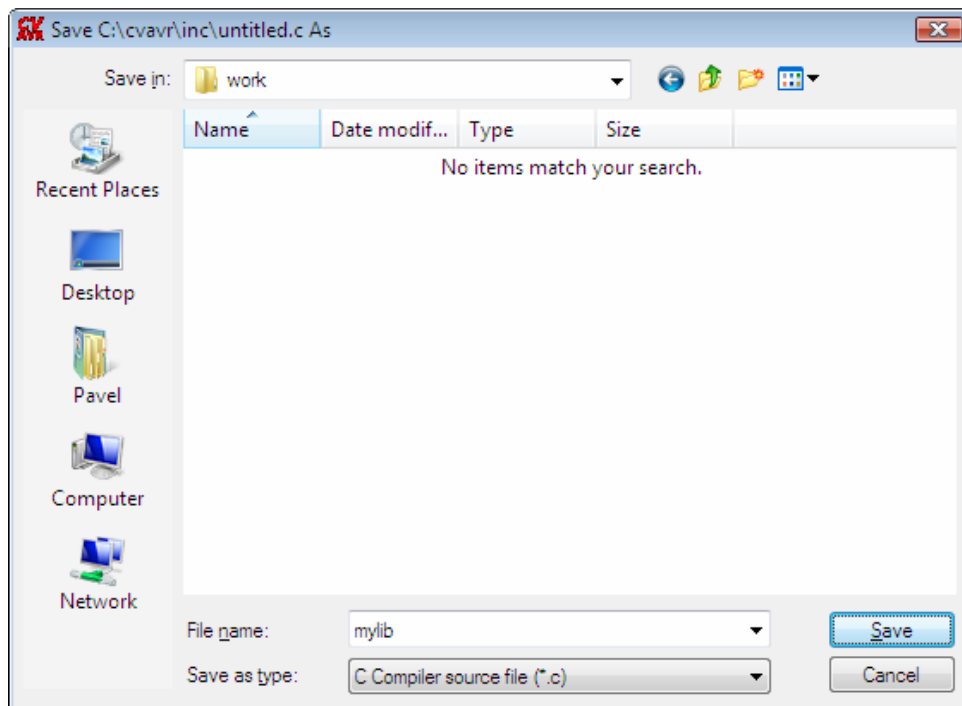 Save C:\cvavr\inc\untitled.c As
Save in:
work
Name Date modif... Type Size
No items match your search.
Recent Places
Desktop
Pavel
Computer
Network
File name: mylib Save
Save as type: C Compiler source file (*.c) Cancel